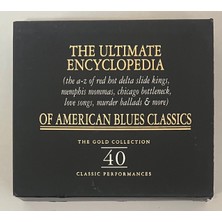 THE ULTIMATE
ENCYCLOPEDIA
(the a-z of red hot delta slide kings,
memphis mommas, chicago bottleneck,
love songs, murder ballads & more)
OF AMERICAN BLUES CLASSICS
THE GOLD COLLECTION
40
CLASSIC PERFORMANCES